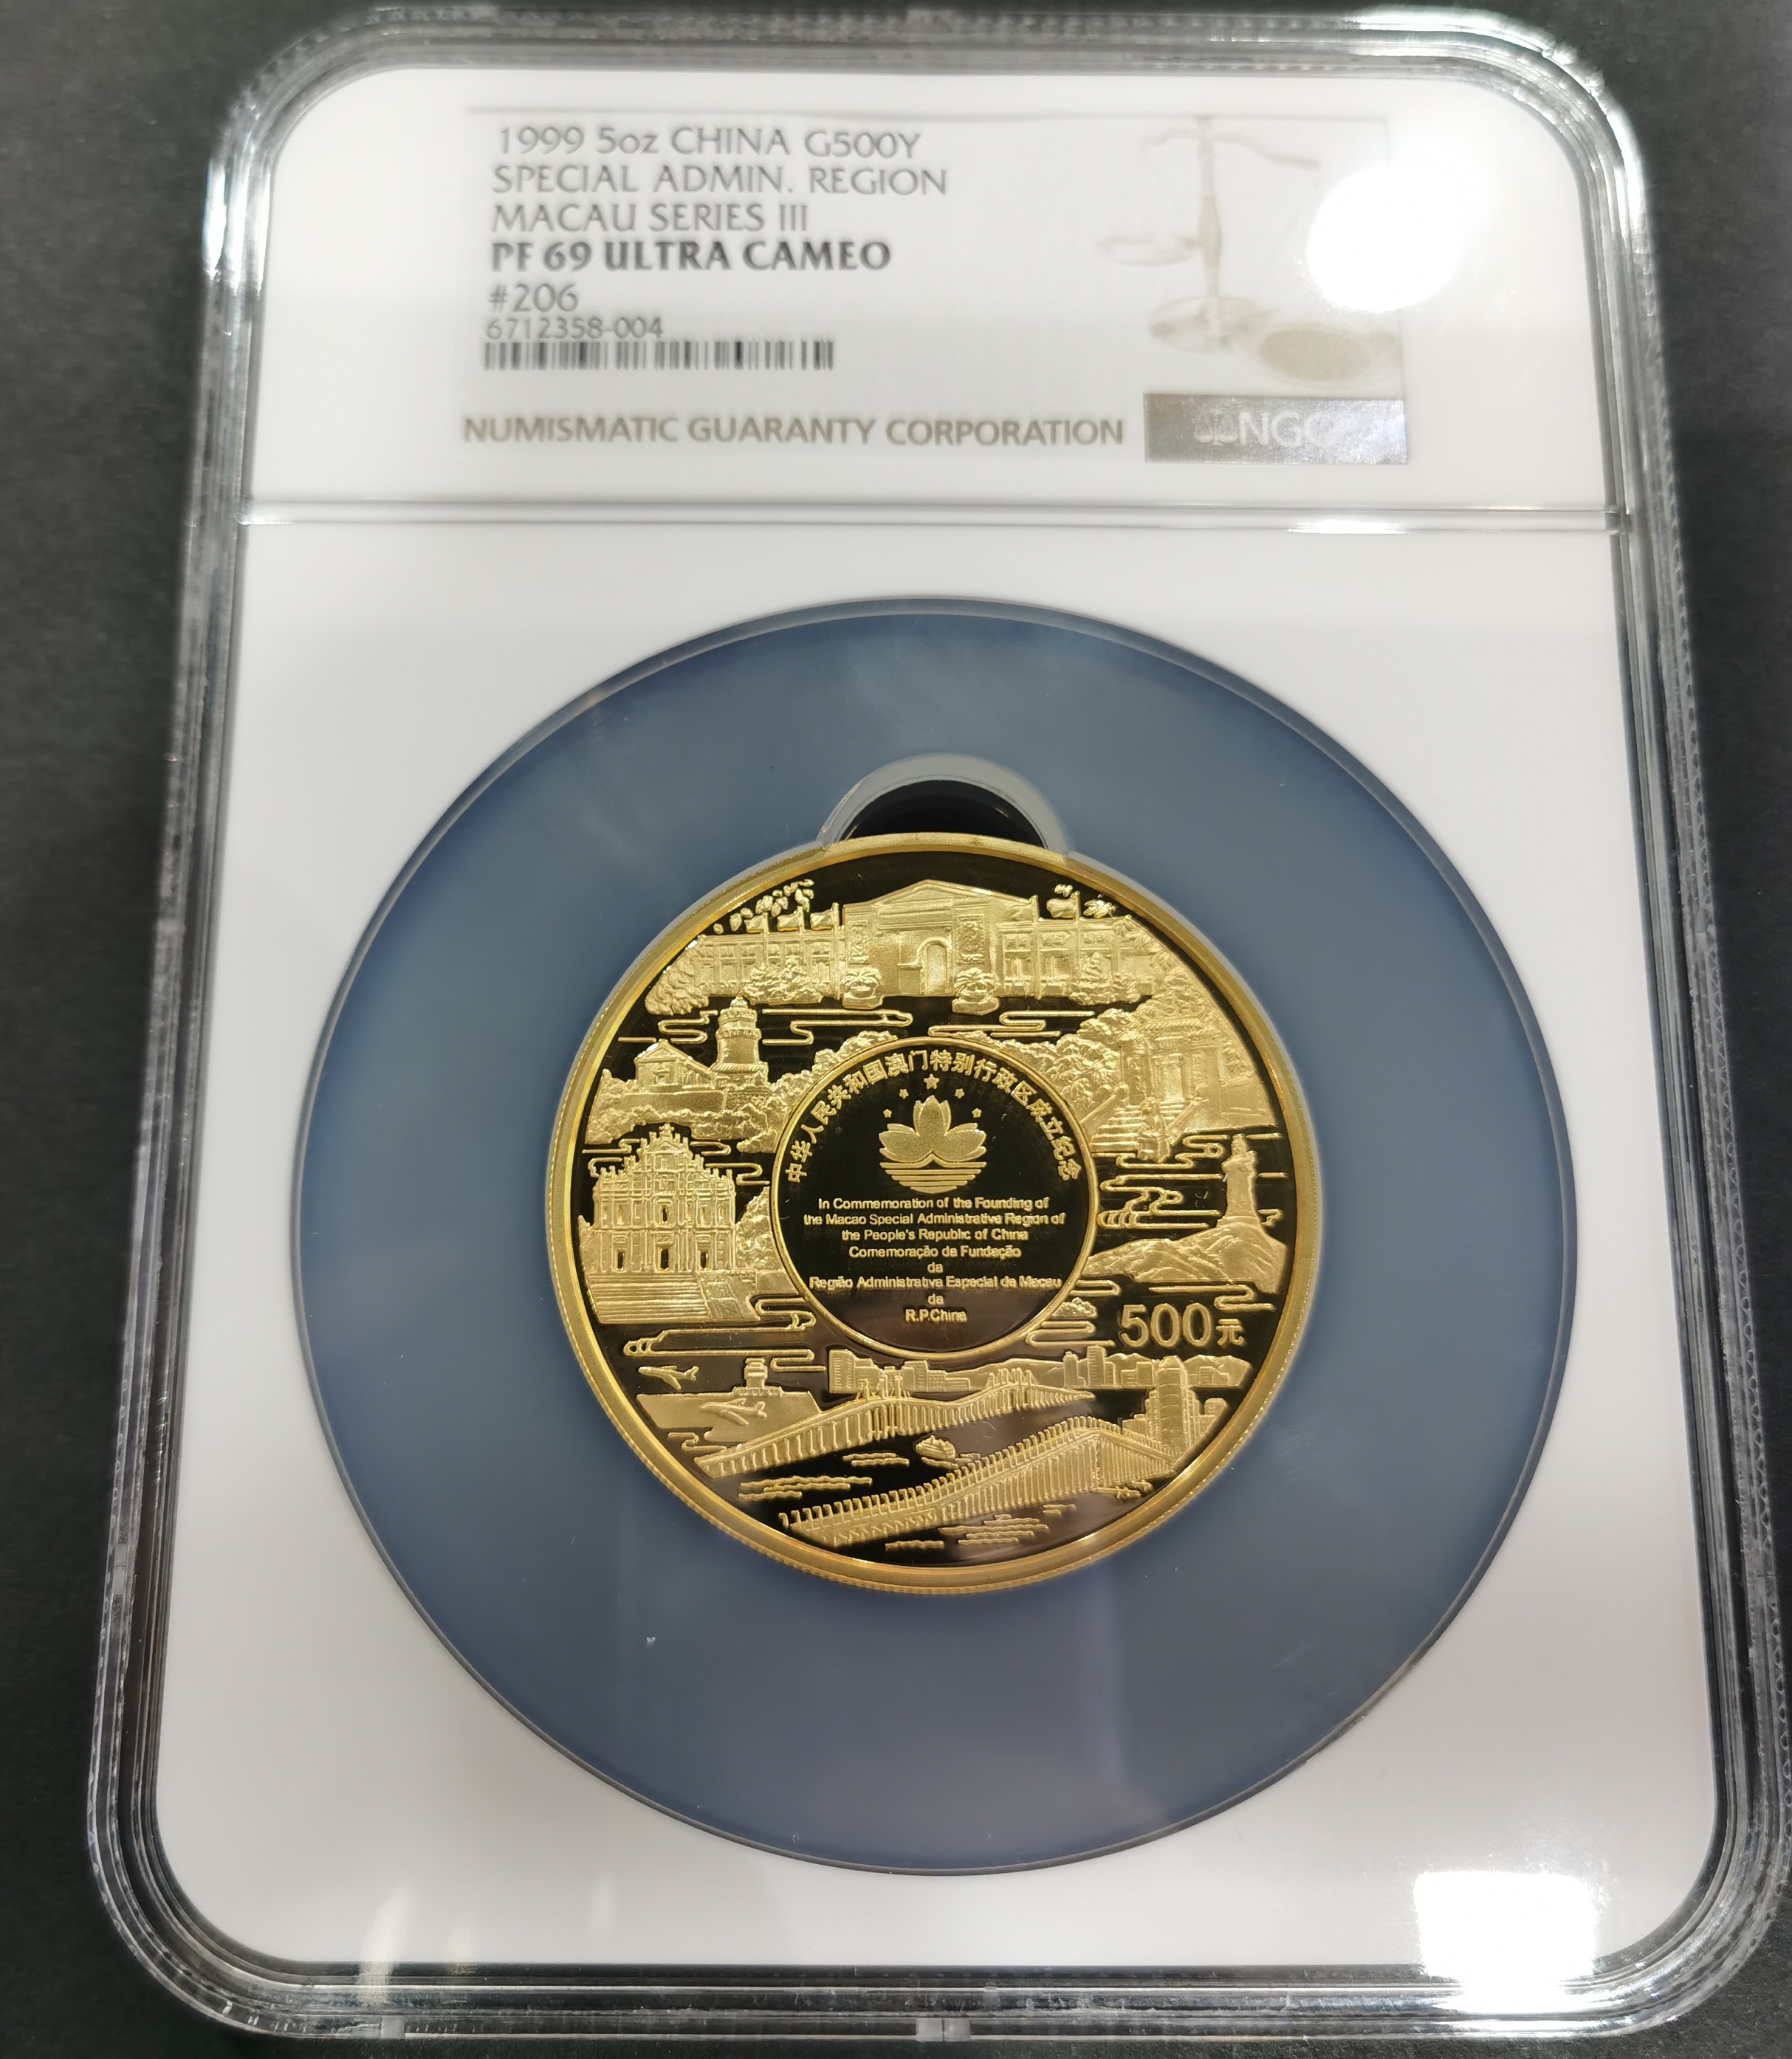 1999 5oz CHINA G500Y
SPECIAL ADMIN. REGION
MACAU SERIES III
PF 69 ULTRA CAMEO
#206
6712358-004
NUMISMATIC GUARANTY CORPORATION
NGC
中华人民共和国澳门特别行政区成立纪念
In Commemoration of the Founding of
the Macao Special Administrative Region of
the People's Republic of China
Comemoração da Fundação
da
Região Administrativa Especial de Macau
da
R.P.China
500元